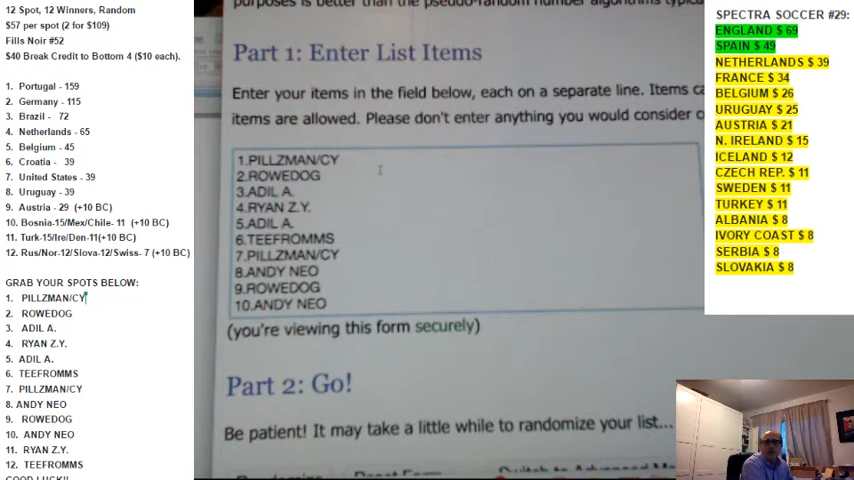 12 Spot, 12 Winners, Random
$57 per spot (2 for $109)
Fills Noir #52
$40 Break Credit to Bottom 4 ($10 each).
1. Portugal - 159
2. Germany - 115
3. Brazil - 72
4. Netherlands - 65
5. Belgium - 45
6. Croatia - 39
7. United States - 39
8. Uruguay - 39
9. Austria - 29 (+10 BC)
10. Bosnia-15/Mex/Chile- 11 (+10 BC)
11. Turk-15/Ire/Den-11(+10 BC)
12. Rus/Nor-12/Slova-12/Swiss- 7 (+10 BC)
GRAB YOUR SPOTS BELOW:
1. PILLZMAN/CY
2. ROWEDOG
3. ADIL A.
4. RYAN Z.Y.
5. ADIL A.
6. TEEFROMMS
7. PILLZMAN/CY
8. ANDY NEO
9. ROWEDOG
10. ANDY NEO
11. RYAN Z.Y.
12. TEEFROMMS
GOOD LUCK!!
purposes is better than the pseudo-random number algorithms
Part 1: Enter List Items
Enter your items in the field below, each on a separate line. Items
items are allowed. Please don't enter anything you would consider
1.PILLZMAN/CY
2.ROWEDOG
3.ADIL A.
4.RYAN Z.Y.
5.ADIL A.
6.TEEFROMMS
7.PILLZMAN/CY
8.ANDY NEO
9.ROWEDOG
10.ANDY NEO
(you're viewing this form securely)
Part 2: Go!
Be patient! It may take a little while to randomize your list...
SPECTRA SOCCER #29:
ENGLAND $ 69
SPAIN $ 49
NETHERLANDS $ 39
FRANCE $ 34
BELGIUM $ 26
URUGUAY $ 25
AUSTRIA $ 21
N. IRELAND $ 15
ICELAND $ 12
CZECH REP. $ 11
SWEDEN $ 11
TURKEY $ 11
ALBANIA $ 8
IVORY COAST $ 8
SERBIA $ 8
SLOVAKIA $ 8